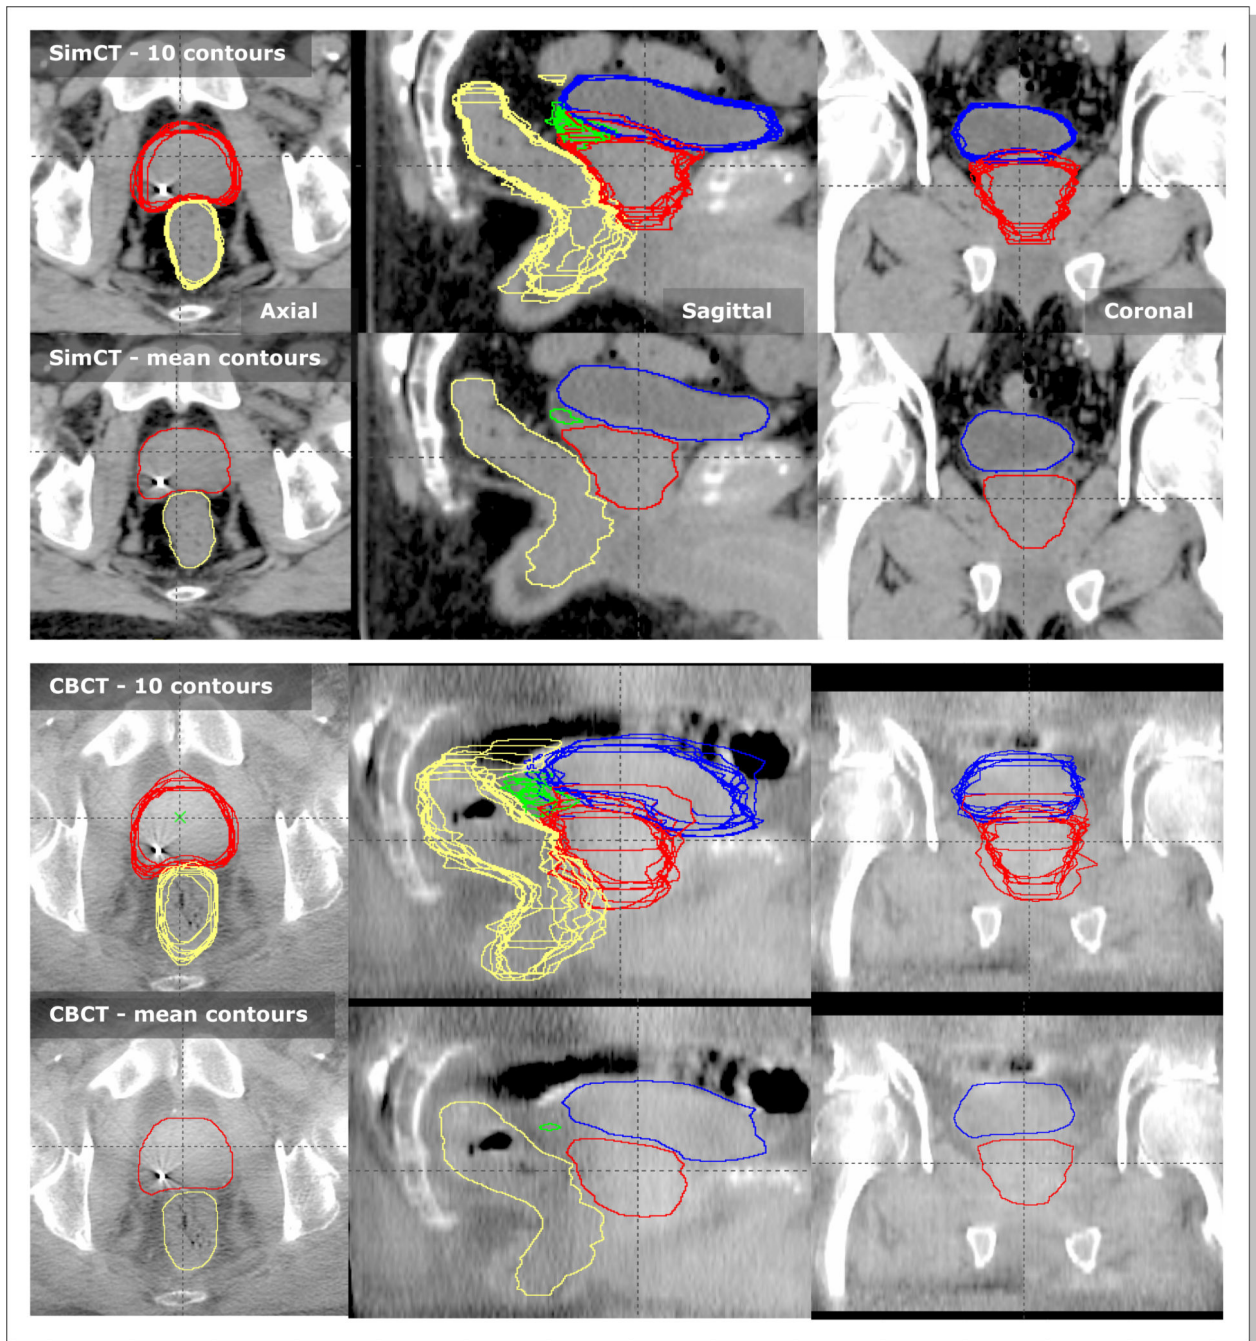 SimCT - 10 contours
Axial
Sagittal
Coronal
SimCT - mean contours
CBCT - 10 contours
CBCT - mean contours